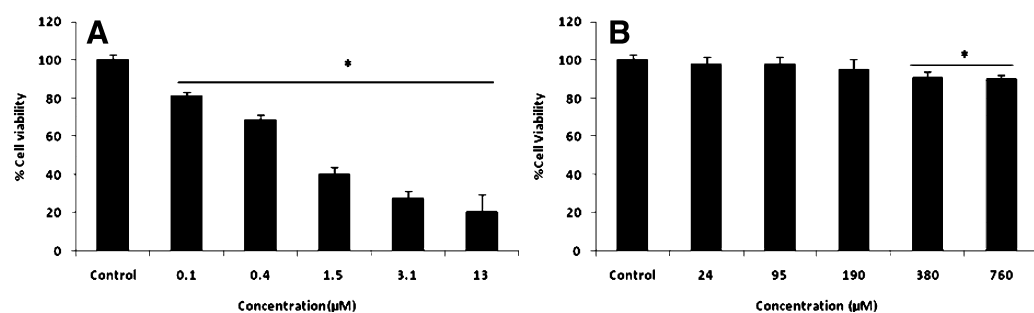 A
% Cell viability
120
100
80
60
40
20
0
*
Control 0.1 0.4 1.5 3.1 13
Concentration(µM)
B
%Cell Viability
120
100
80
60
40
20
0
*
Control 24 95 190 380 760
Concentration (µM)